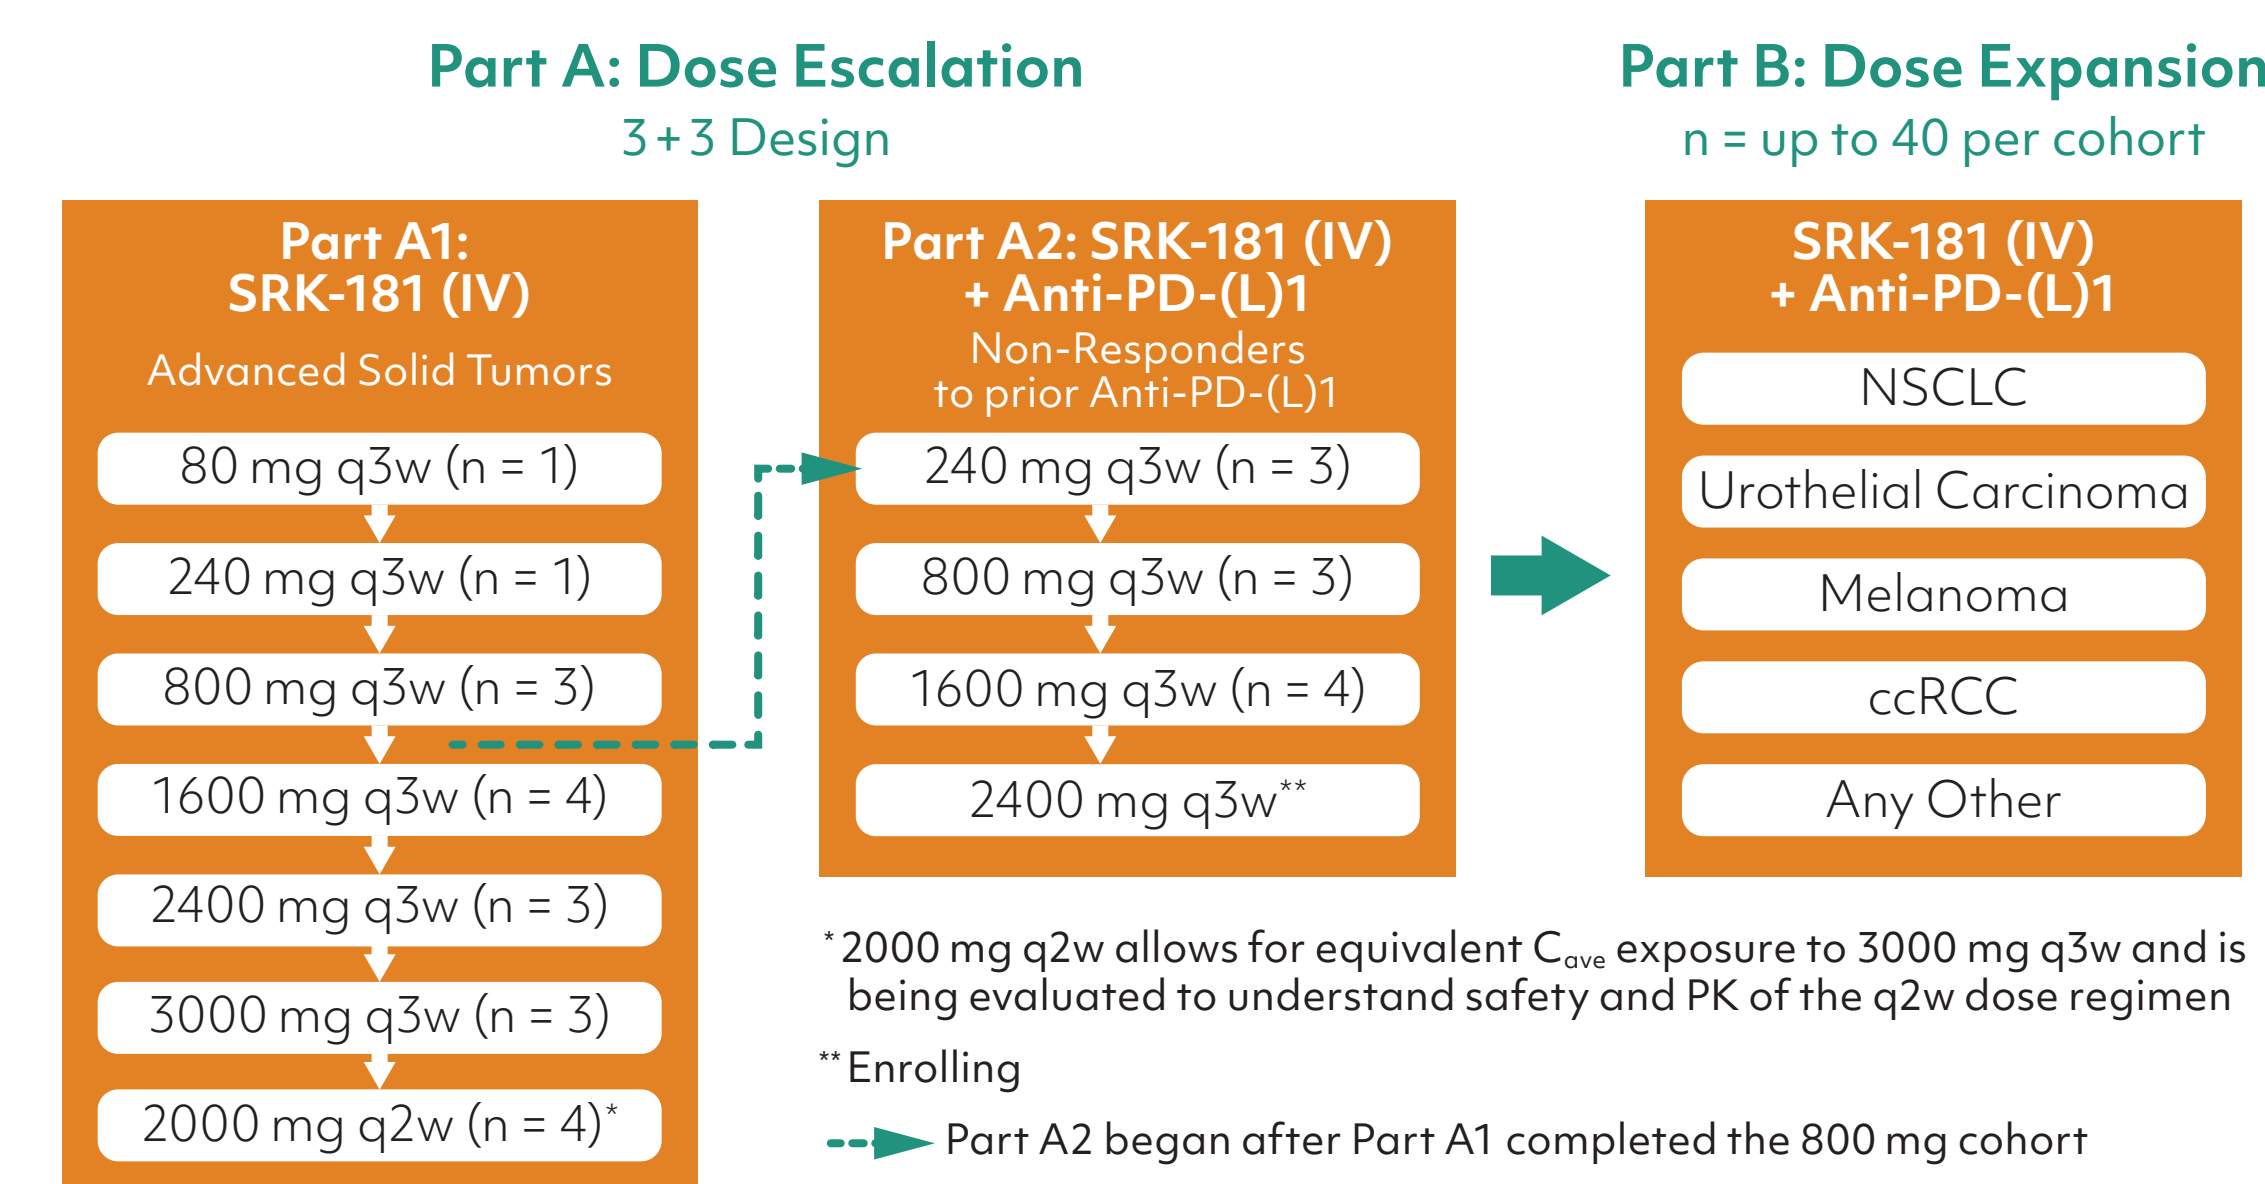 Part A: Dose Escalation
3+3 Design
Part A1:
SRK-181 (IV)
Advanced Solid Tumors
80 mg q3w (n = 1)
240 mg q3w (n = 1)
800 mg q3w (n = 3)
1600 mg q3w (n = 4)
2400 mg q3w (n = 3)
3000 mg q3w (n = 3)
2000 mg q2w (n = 4)*
Part A2: SRK-181 (IV)
+ Anti-PD-(L)1
Non-Responders
to prior Anti-PD-(L)1
240 mg q3w (n = 3)
800 mg q3w (n = 3)
1600 mg q3w (n = 4)
2400 mg q3w**
Part B: Dose Expansion
n = up to 40 per cohort
SRK-181 (IV)
+ Anti-PD-(L)1
NSCLC
Urothelial Carcinoma
Melanoma
ccRCC
Any Other
* 2000 mg q2w allows for equivalent Cave exposure to 3000 mg q3w and is
being evaluated to understand safety and PK of the q2w dose regimen
** Enrolling
Part A2 began after Part A1 completed the 800 mg cohort